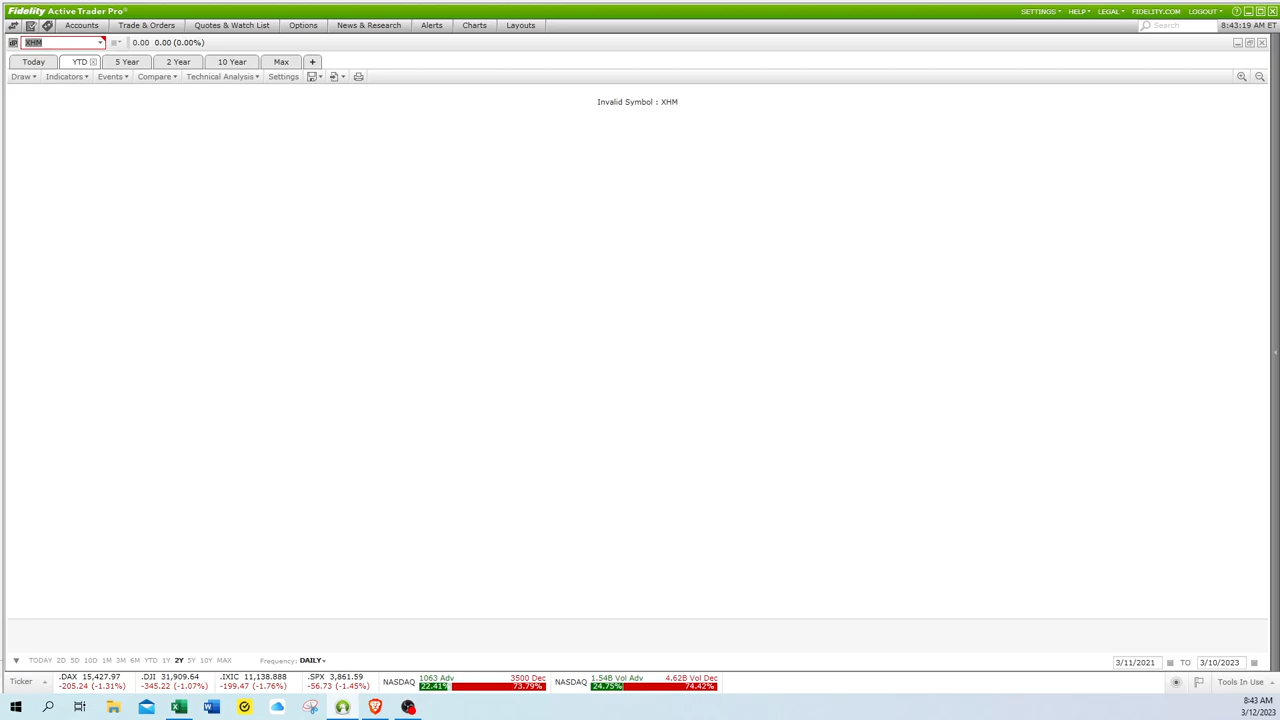 Fidelity Active Trader Pro®
SETTINGS HELP LEGAL FIDELITY.COM LOGOUT
Accounts Trade & Orders Quotes & Watch List Options News & Research Alerts Charts Layouts Search 8:43:19 AM ET
XHM 0.00 0.00 (0.00%)
Today YTD 5 Year 2 Year 10 Year Max +
Draw Indicators Events Compare Technical Analysis Settings
Invalid Symbol : XHM
TODAY 2D 5D 10D 1M 3M 6M YTD 1Y 2Y 5Y 10Y MAX Frequency: DAILY 3/11/2021 TO 3/10/2023
Ticker .DAX 15,427.97 .DJI 31,909.64 .IXIC 11,138.888 .SPX 3,861.59 NASDAQ 1063 Adv 3500 Dec NASDAQ 1.54B Vol Adv 4.62B Vol Dec Tools In Use
-205.24 (-1.31%) -345.22 (-1.07%) -199.47 (-1.76%) -56.73 (-1.45%) 22.41% 73.79% 24.75% 74.42%
8:43 AM
3/12/2023